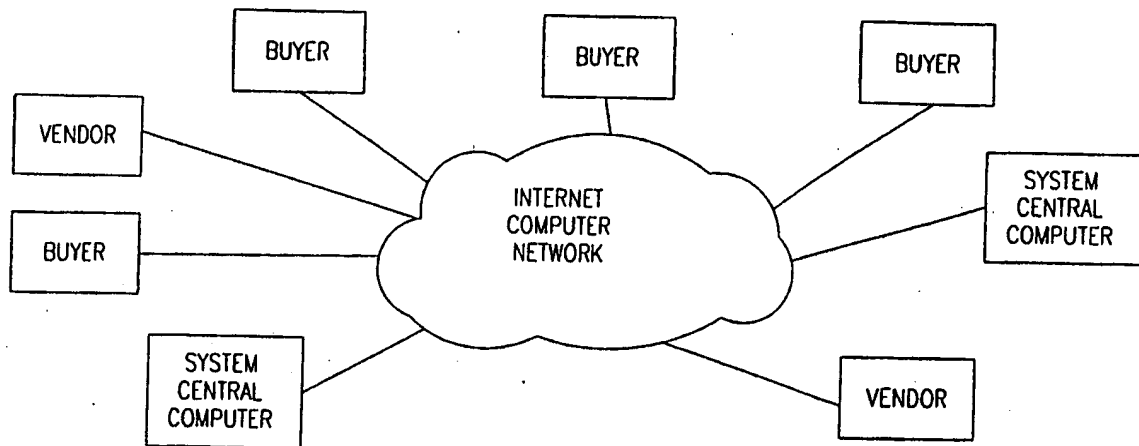 BUYER
BUYER
BUYER
VENDOR
BUYER
INTERNET
COMPUTER
NETWORK
SYSTEM
CENTRAL
COMPUTER
SYSTEM
CENTRAL
COMPUTER
VENDOR